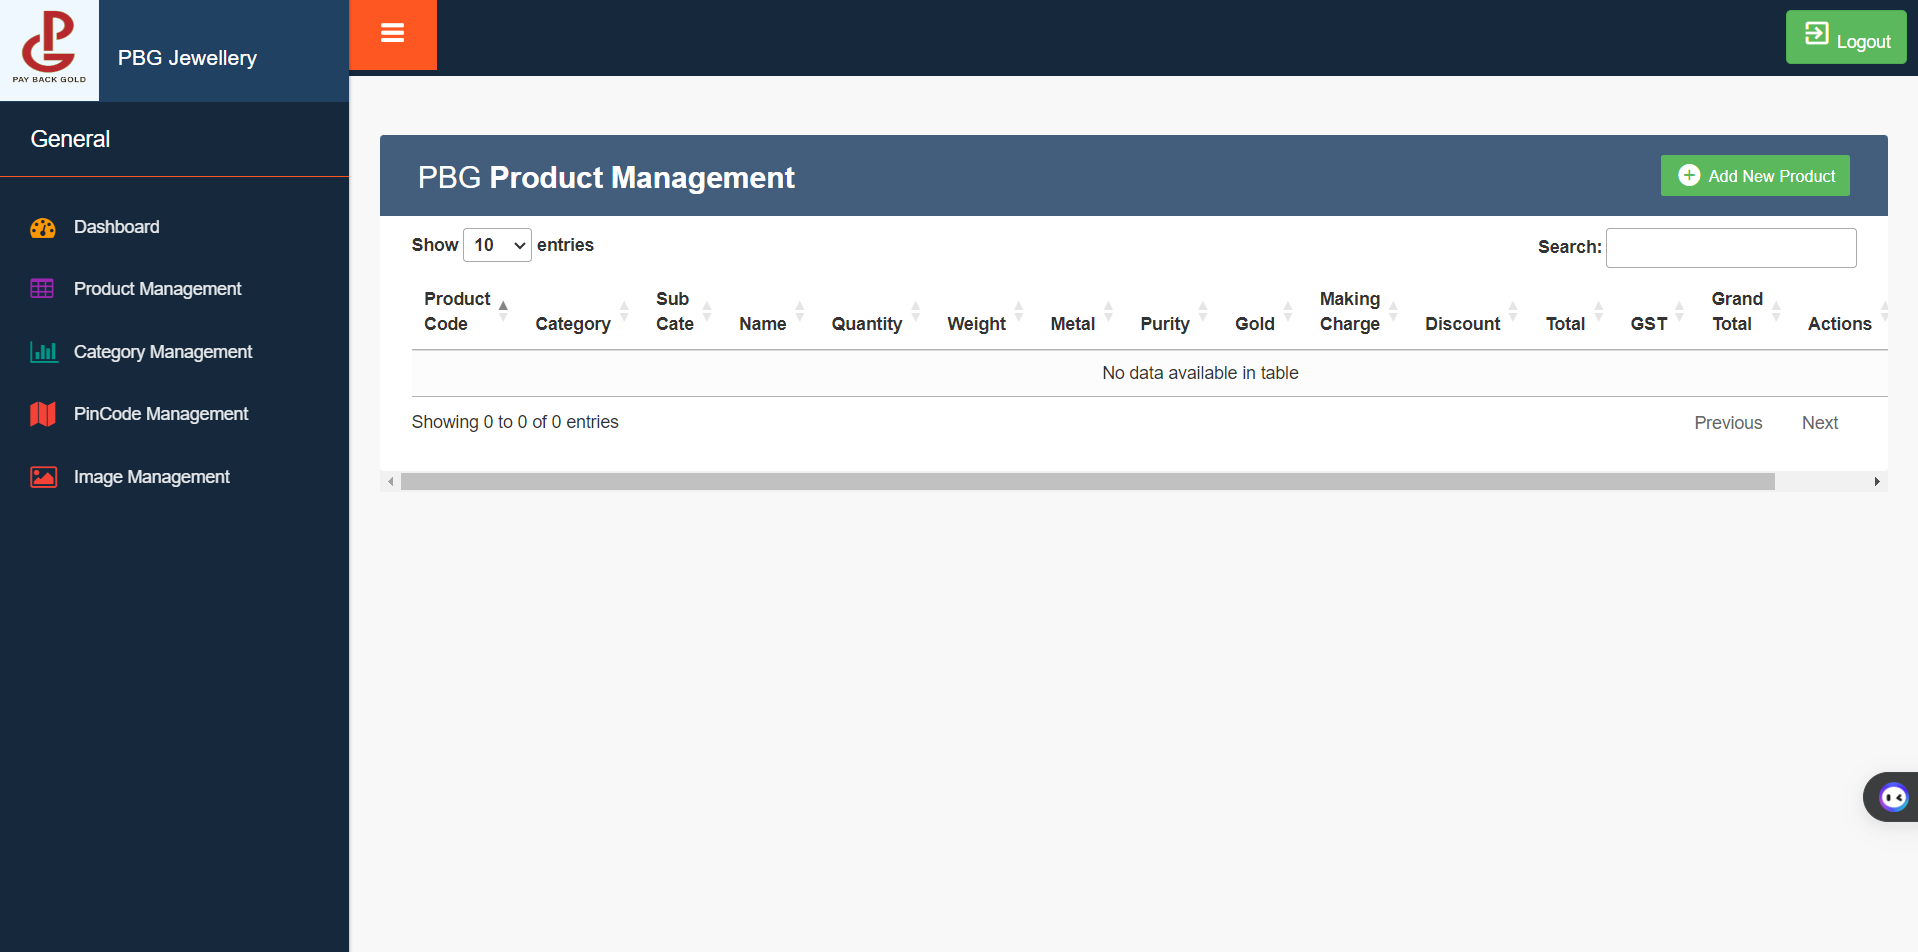 PAY BACK GOLD
PBG Jewellery
Logout
General
Dashboard
Product Management
Category Management
PinCode Management
Image Management
PBG Product Management
Add New Product
Show 10 entries
Search:
Product Code Category Sub Cate Name Quantity Weight Metal Purity Gold Making Charge Discount Total GST Grand Total Actions
No data available in table
Showing 0 to 0 of 0 entries
Previous Next